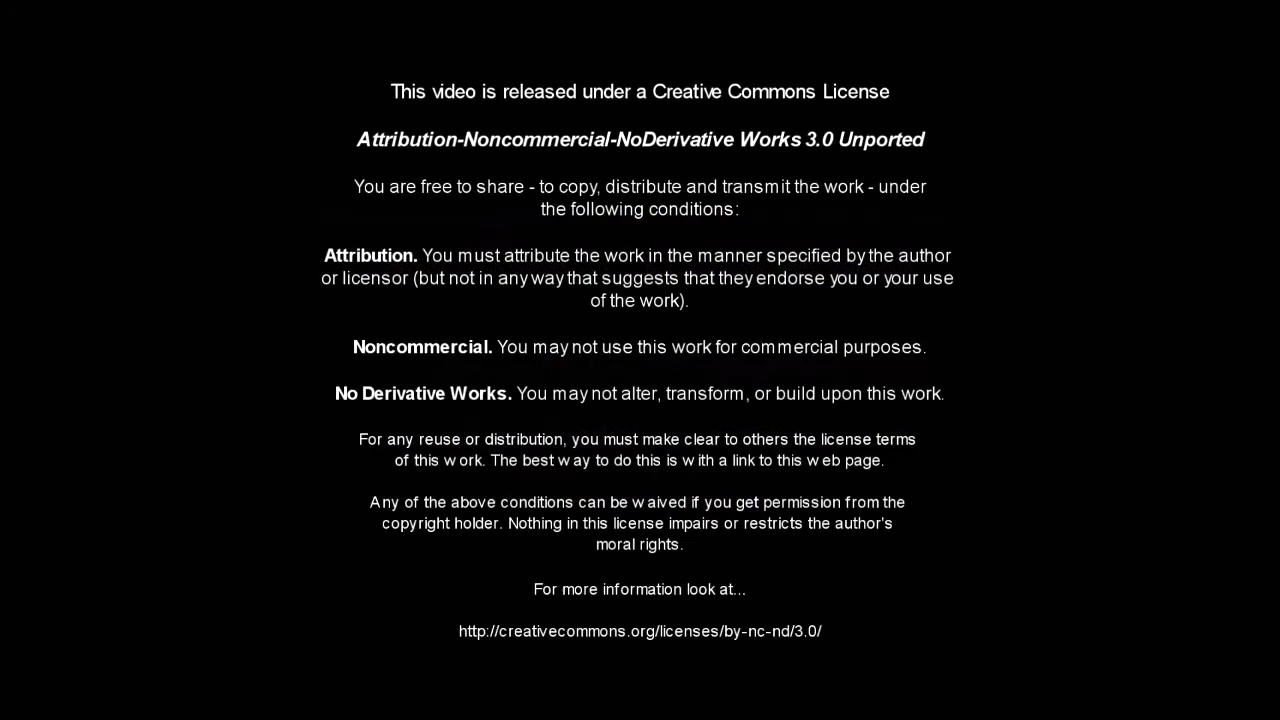 This video is released under a Creative Commons License
Attribution-Noncommercial-NoDerivative Works 3.0 Unported
You are free to share - to copy, distribute and transmit the work - under
the following conditions:
Attribution. You must attribute the work in the manner specified by the author
or licensor (but not in any way that suggests that they endorse you or your use
of the work).
Noncommercial. You may not use this work for commercial purposes.
No Derivative Works. You may not alter, transform, or build upon this work.
For any reuse or distribution, you must make clear to others the license terms
of this work. The best way to do this is with a link to this web page.
Any of the above conditions can be waived if you get permission from the
copyright holder. Nothing in this license impairs or restricts the author's
moral rights.
For more information look at...
http://creativecommons.org/licenses/by-nc-nd/3.0/